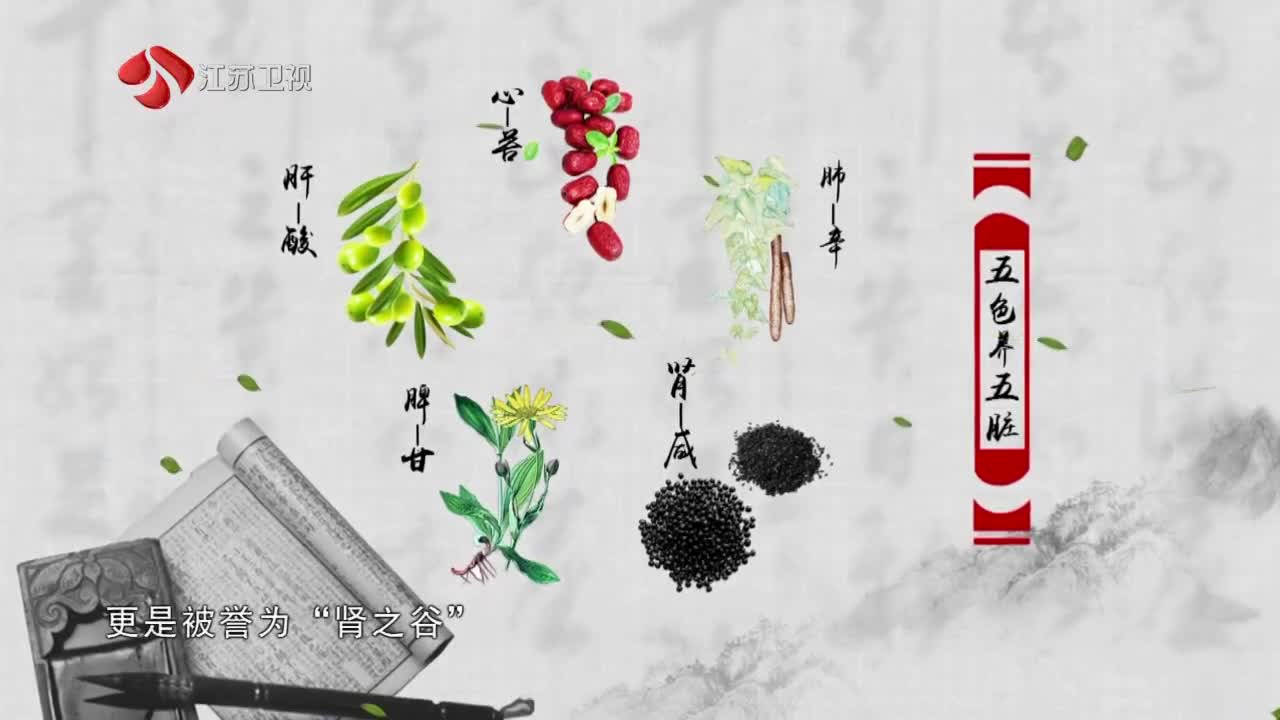 江苏卫视
心-苦
肝-酸
肺-辛
脾-甘
肾-咸
五色养五脏
更是被誉为“肾之谷”